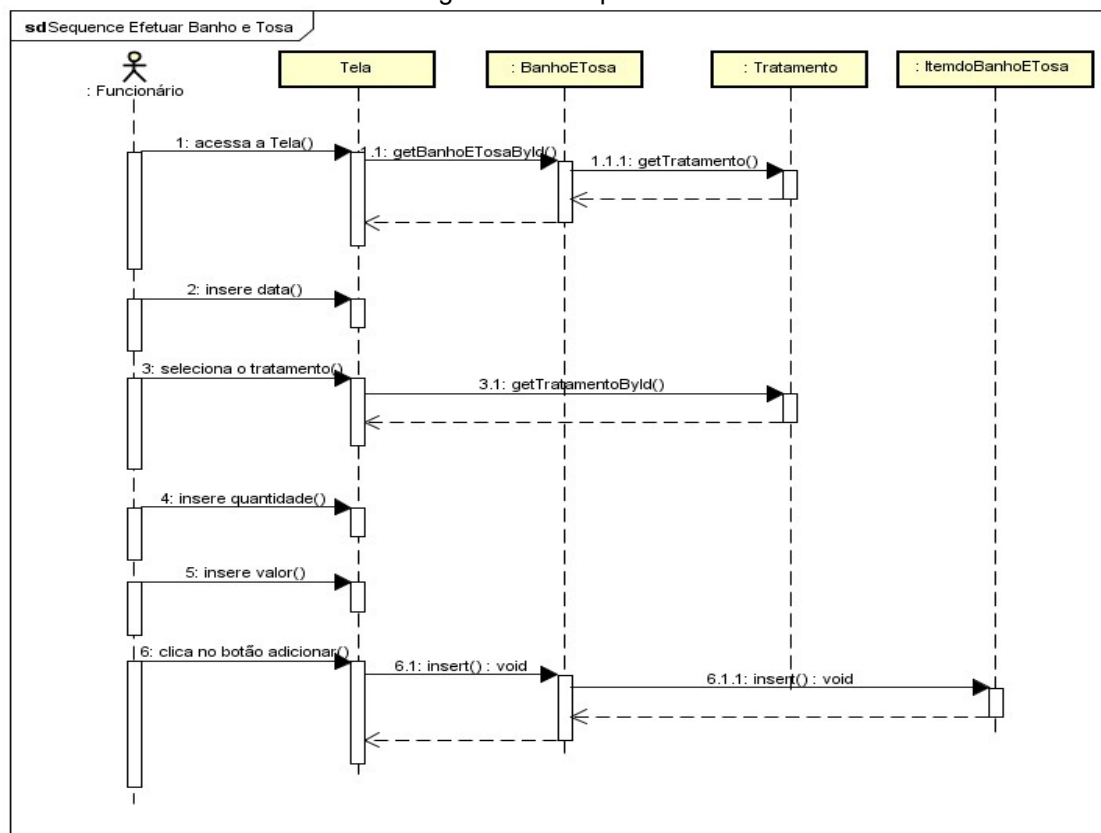 sd Sequence Efetuar Banho e Tosa
: Funcionário
Tela
: BanhoETosa
: Tratamento
: ItemdoBanhoETosa
1: acessa a Tela()
1.1: getBanhoETosaById()
1.1.1: getTratamento()
2: insere data()
3: seleciona o tratamento()
3.1: getTratamentoById()
4: insere quantidade()
5: insere valor()
6: clica no botão adicionar()
6.1: insert() : void
6.1.1: insert() : void